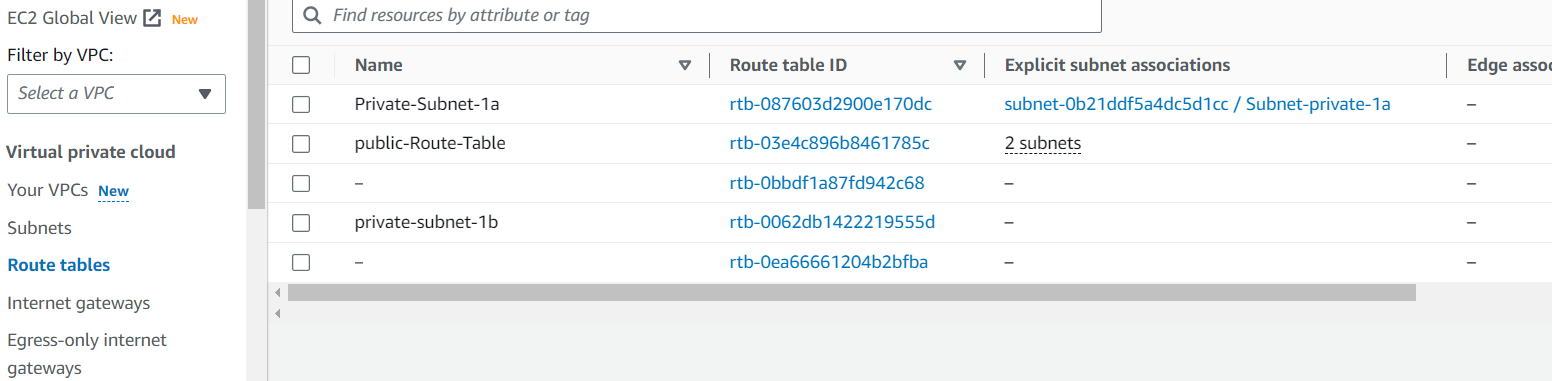 EC2 Global View New
Filter by VPC:
Select a VPC
Virtual private cloud
Your VPCs New
Subnets
Route tables
Internet gateways
Egress-only internet
gateways
Find resources by attribute or tag
Name Route table ID Explicit subnet associations Edge assoc
Private-Subnet-1a rtb-087603d2900e170dc subnet-0b21ddf5a4dc5d1cc / Subnet-private-1a –
public-Route-Table rtb-03e4c896b8461785c 2 subnets –
– rtb-0bbdf1a87fd942c68 – –
private-subnet-1b rtb-0062db1422219555d – –
– rtb-0ea66661204b2bfba – –